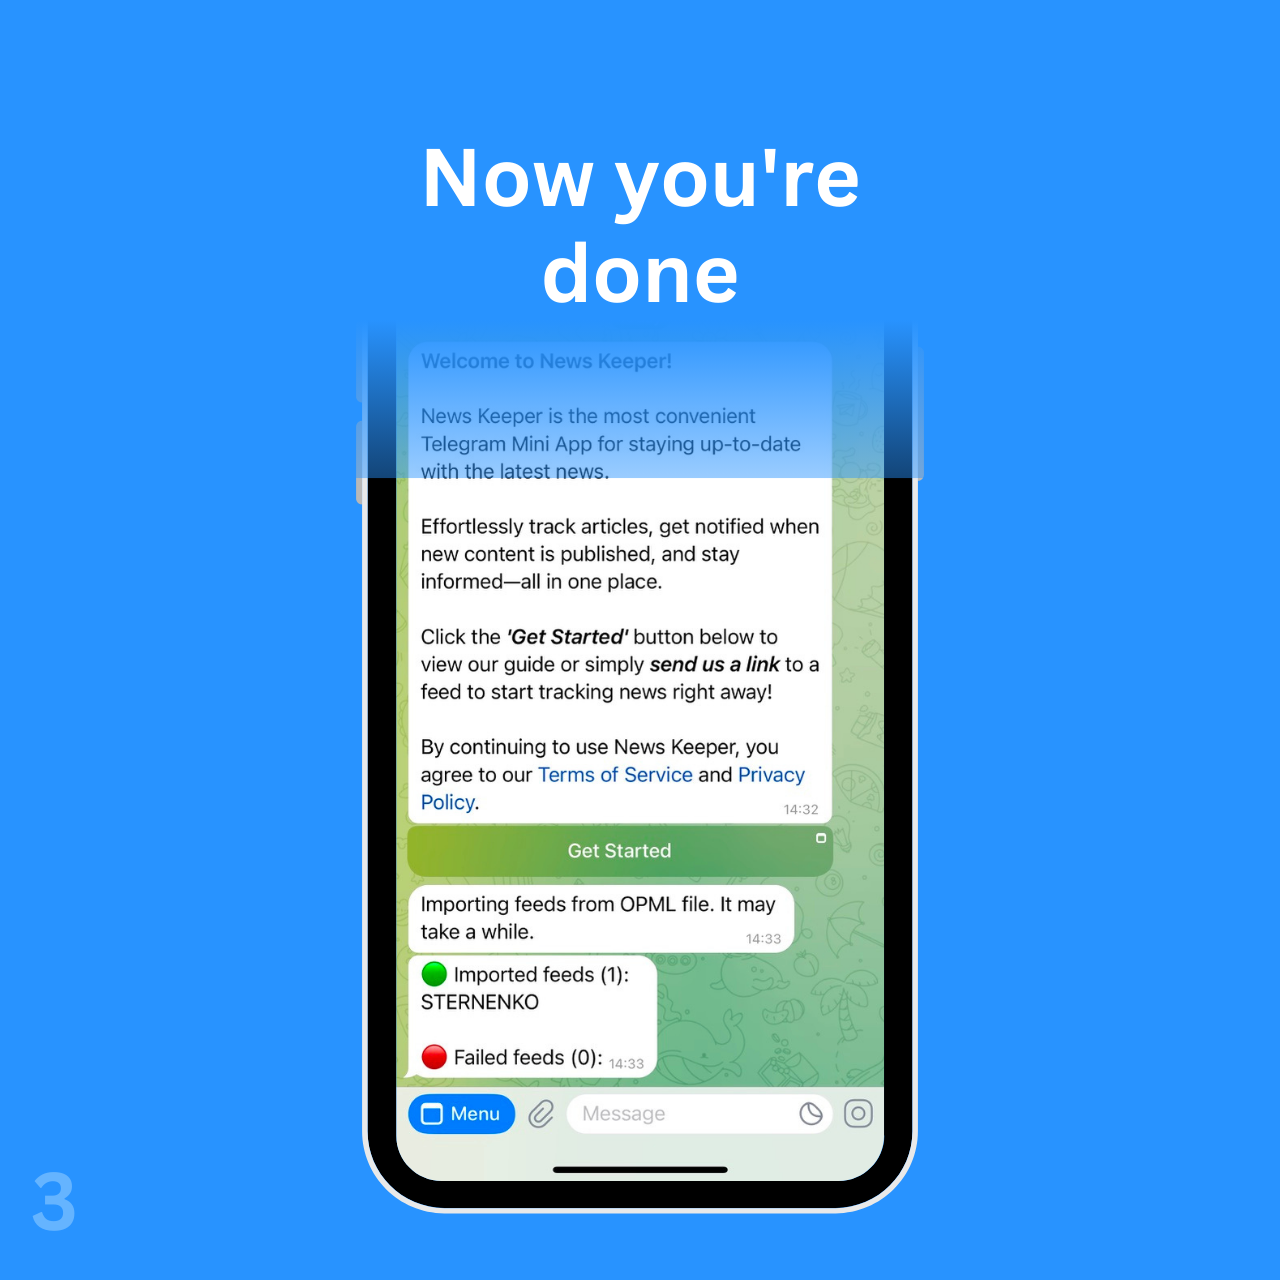 Now you're
done
Welcome to News Keeper!
News Keeper is the most convenient
Telegram Mini App for staying up-to-date
with the latest news.
Effortlessly track articles, get notified when
new content is published, and stay
informed—all in one place.
Click the 'Get Started' button below to
view our guide or simply send us a link to a
feed to start tracking news right away!
By continuing to use News Keeper, you
agree to our Terms of Service and Privacy
Policy.
14:32
Get Started
Importing feeds from OPML file. It may
take a while.
14:33
Imported feeds (1):
STERNENKO
Failed feeds (0): 14:33
Menu
Message
3